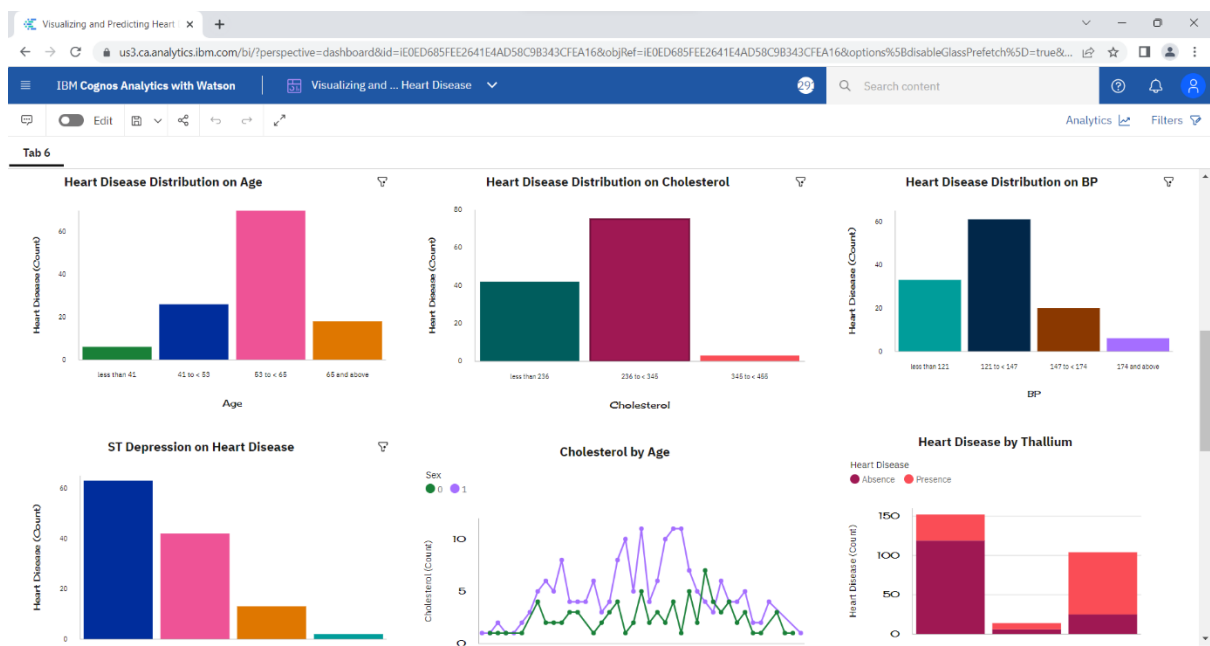 Visualizing and Predicting Heart
us3.ca.analytics.ibm.com/bi/?perspective=dashboard&id=iE0ED685FEE2641E4AD58C9B343CFEA16&objRef=iE0ED685FEE2641E4AD58C9B343CFEA16&options%5BdisableGlassPrefetch%5D=true&...
IBM Cognos Analytics with Watson
Visualizing and ... Heart Disease
29
Search content
Edit
Analytics
Filters
Tab 6
Heart Disease Distribution on Age
Heart Disease (Count)
60
40
20
0
less than 41 41 to < 53 53 to < 65 65 and above
Age
Heart Disease Distribution on Cholesterol
Heart Disease (Count)
80
60
40
20
0
less than 236 236 to < 345 345 to < 455
Cholesterol
Heart Disease Distribution on BP
Heart Disease (Count)
60
40
20
0
less than 121 121 to < 147 147 to < 174 174 and above
BP
ST Depression on Heart Disease
Heart Disease (Count)
60
40
20
0
Cholesterol by Age
Sex
0 1
Cholesterol (Count)
10
5
0
Heart Disease by Thallium
Heart Disease
Absence Presence
Heart Disease (Count)
150
100
50
0